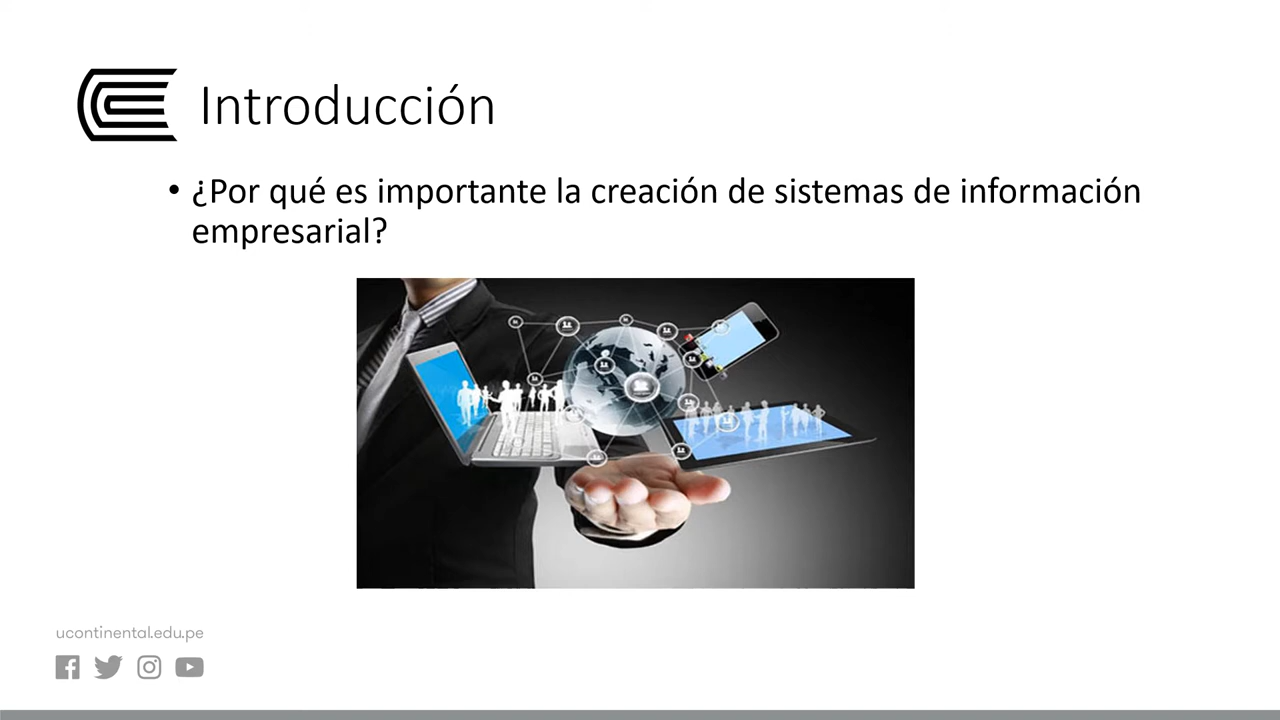 Introducción
• ¿Por qué es importante la creación de sistemas de información
empresarial?
ucontinental.edu.pe